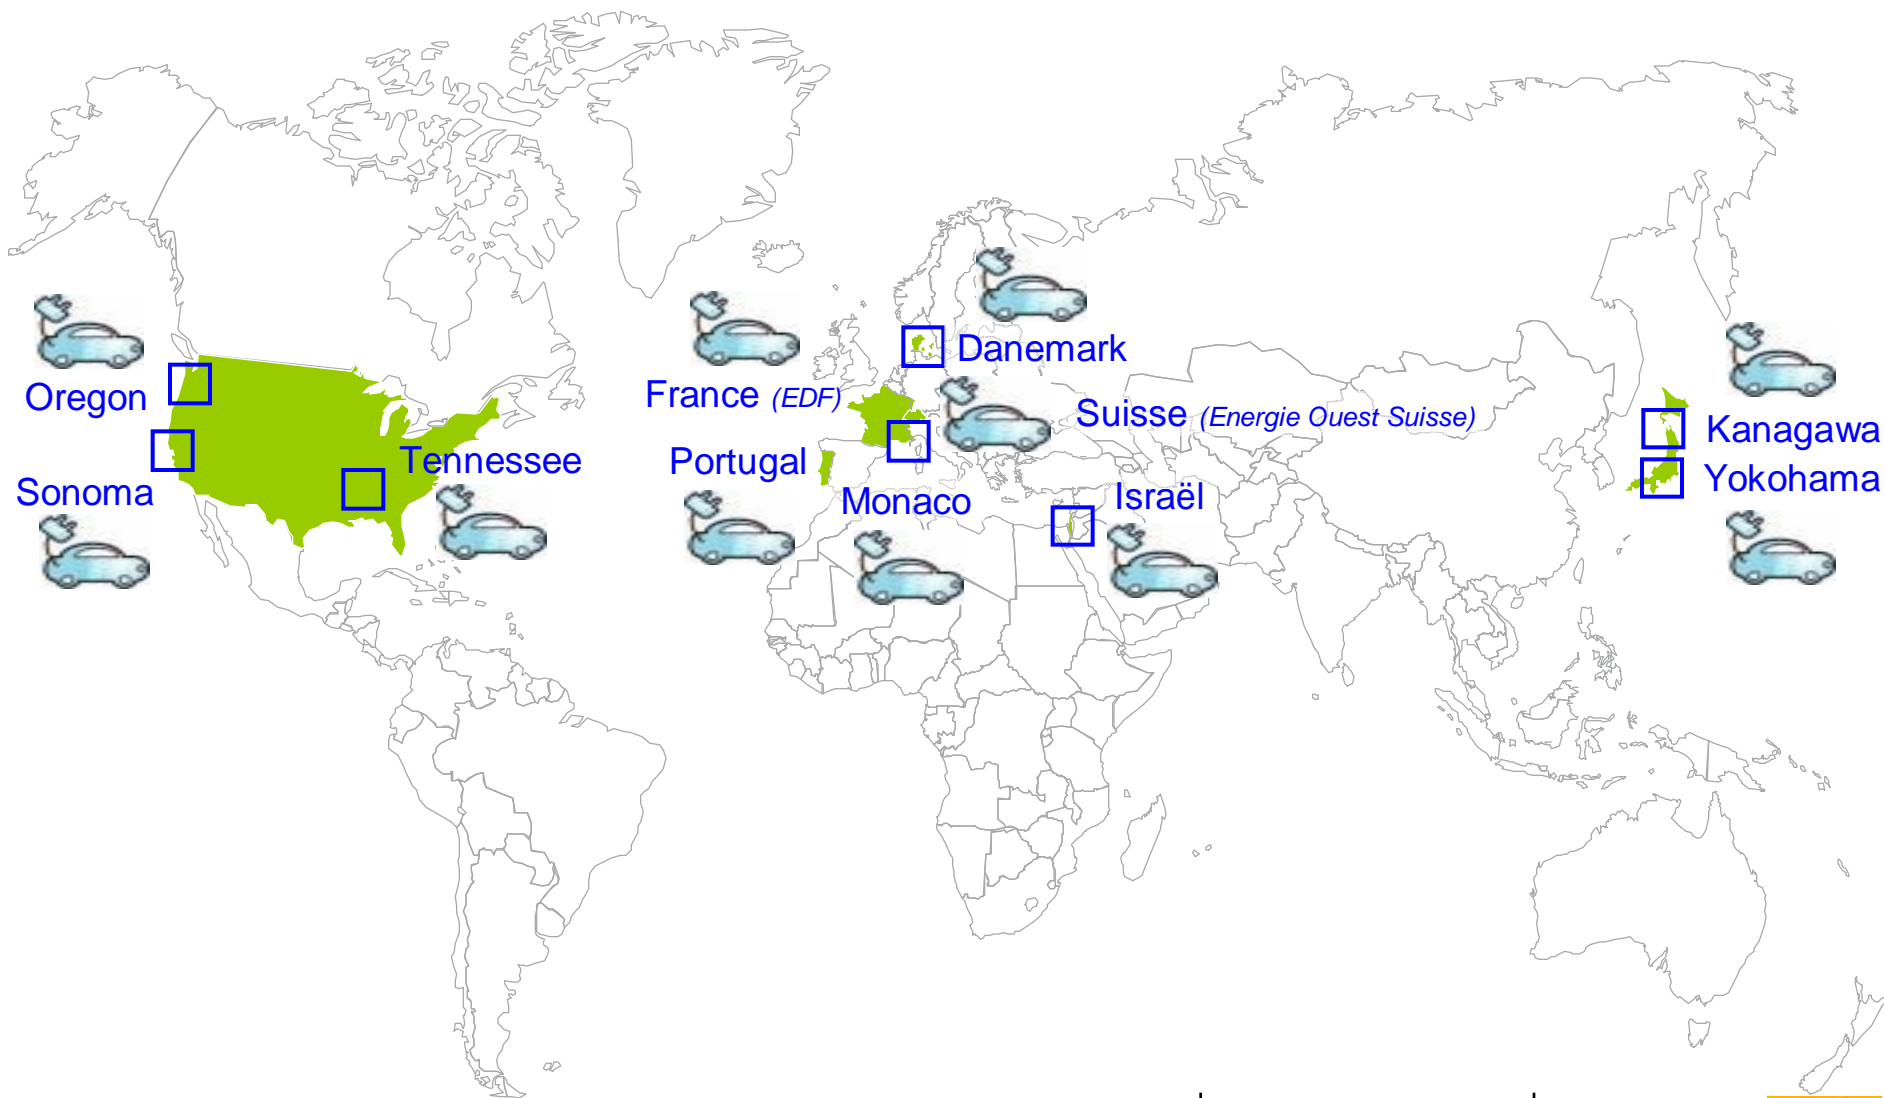 Oregon
Sonoma
Tennessee
France (EDF)
Portugal
Monaco
Danemark
Suisse (Energie Ouest Suisse)
Israël
Kanagawa
Yokohama